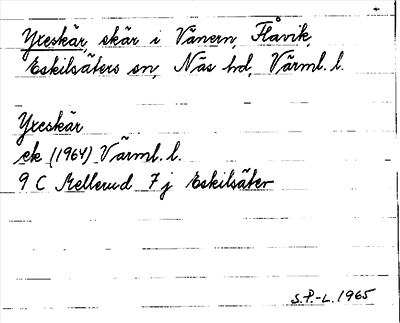 Yxeskär, skär i Vänern, Flåvik,
Eskilsäters sn, Näs hd, Värml. l.
Yxeskär
ek (1964) Värml. l.
9 C Mellerud 7 j Eskilsäter
S.P.-L. 1965